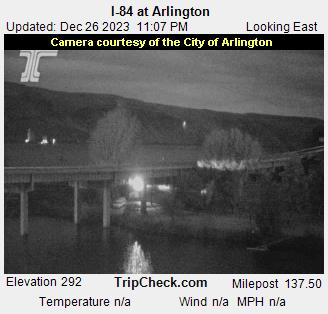 I-84 at Arlington
Updated: Dec 26 2023 11:07 PM Looking East
Camera courtesy of the City of Arlington
Elevation 292 TripCheck.com Milepost 137.50
Temperature n/a Wind n/a MPH n/a